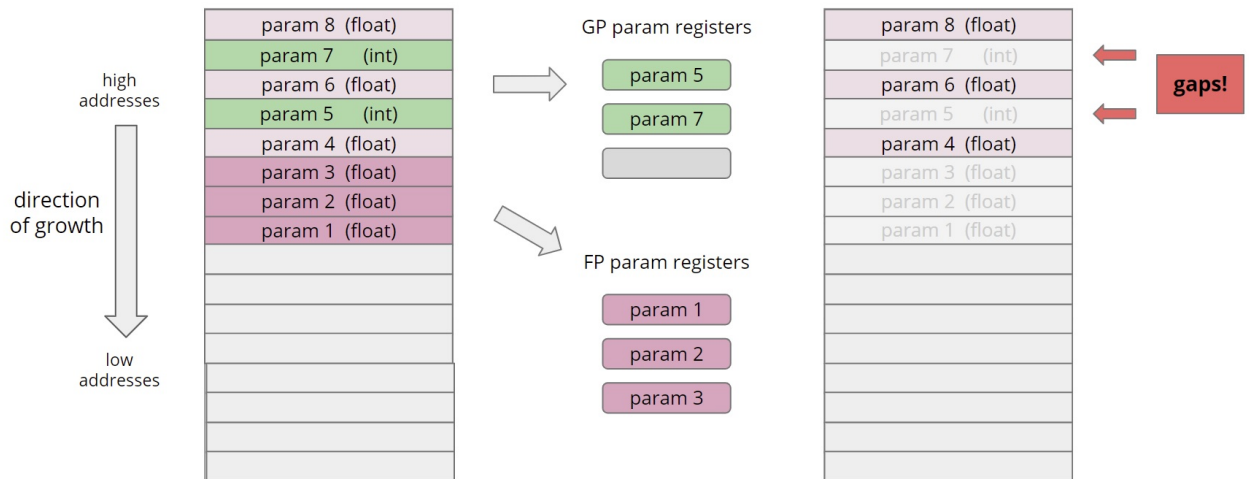 high
addresses
direction
of growth
low
addresses
param 8 (float)
param 7 (int)
param 6 (float)
param 5 (int)
param 4 (float)
param 3 (float)
param 2 (float)
param 1 (float)
GP param registers
param 5
param 7
FP param registers
param 1
param 2
param 3
param 8 (float)
param 7 (int)
param 6 (float)
param 5 (int)
param 4 (float)
param 3 (float)
param 2 (float)
param 1 (float)
gaps!